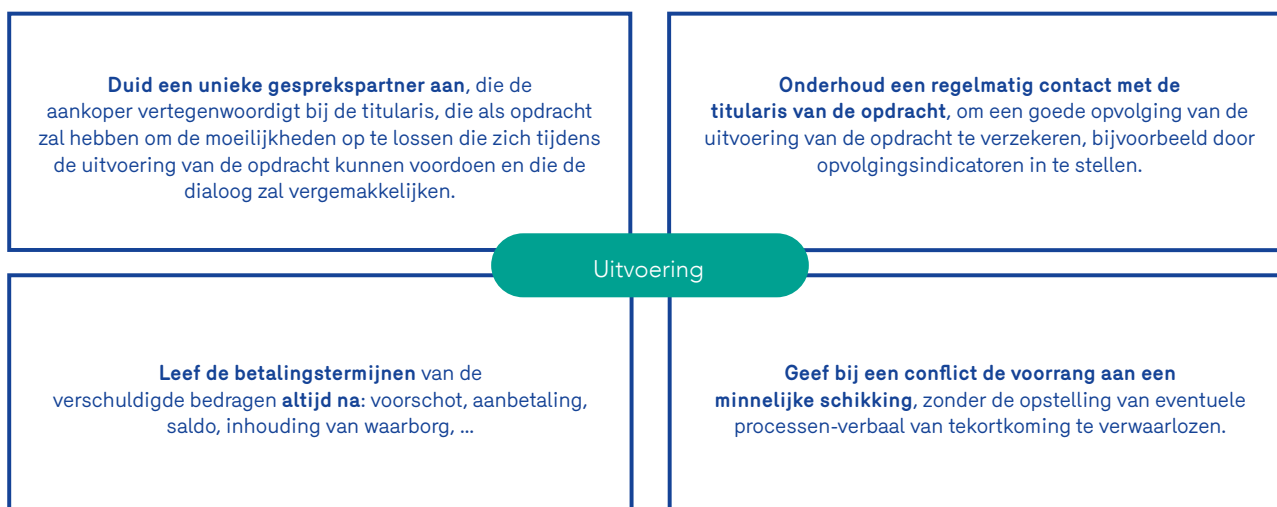 Duid een unieke gesprekspartner aan, die de
aankoper vertegenwoordigt bij de titularis, die als opdracht
zal hebben om de moeilijkheden op te lossen die zich tijdens
de uitvoering van de opdracht kunnen voordoen en die de
dialoog zal vergemakkelijken.
Onderhoud een regelmatig contact met de
titularis van de opdracht, om een goede opvolging van de
uitvoering van de opdracht te verzekeren, bijvoorbeeld door
opvolgingsindicatoren in te stellen.
Uitvoering
Leef de betalingstermijnen van de
verschuldigde bedragen altijd na: voorschot, aanbetaling,
saldo, inhouding van waarborg, ...
Geef bij een conflict de voorrang aan een
minnelijke schikking, zonder de opstelling van eventuele
processen-verbaal van tekortkoming te verwaarlozen.